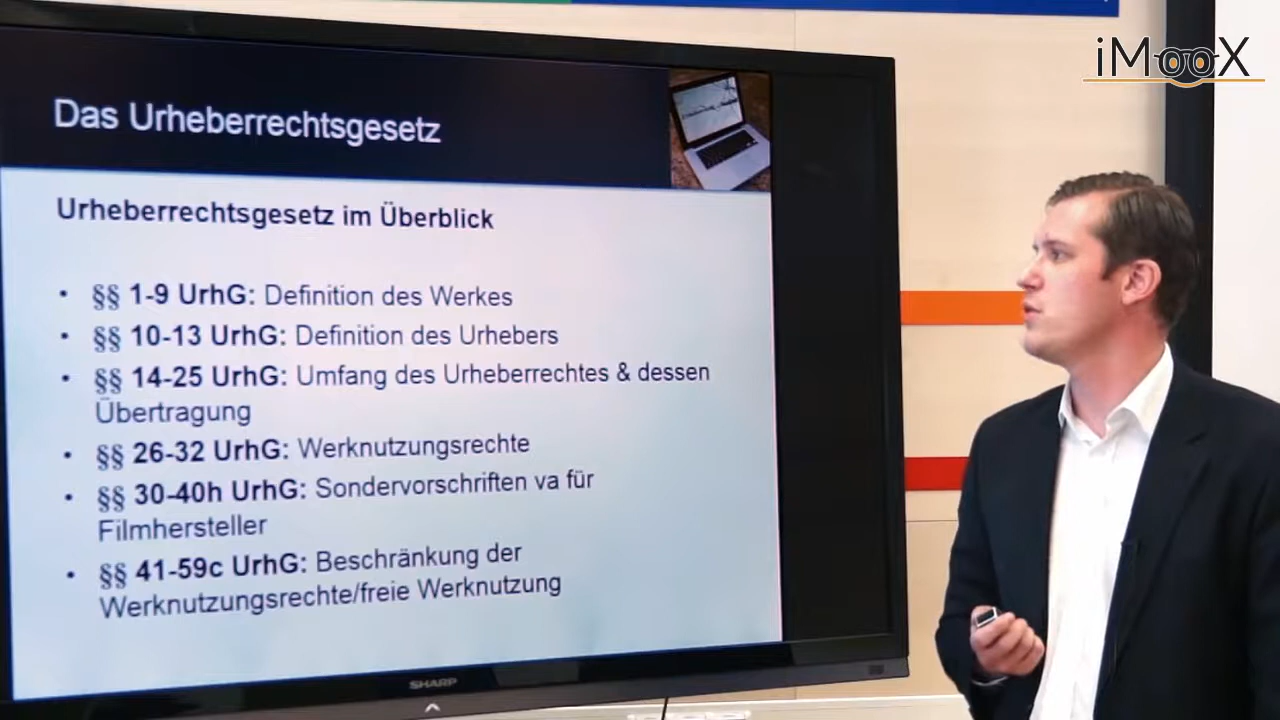 iMooX
Das Urheberrechtsgesetz
Urheberrechtsgesetz im Überblick
• §§ 1-9 UrhG: Definition des Werkes
• §§ 10-13 UrhG: Definition des Urhebers
• §§ 14-25 UrhG: Umfang des Urheberrechtes & dessen
Übertragung
• §§ 26-32 UrhG: Werknutzungsrechte
• §§ 30-40h UrhG: Sondervorschriften va für
Filmhersteller
• §§ 41-59c UrhG: Beschränkung der
Werknutzungsrechte/freie Werknutzung
SHARP